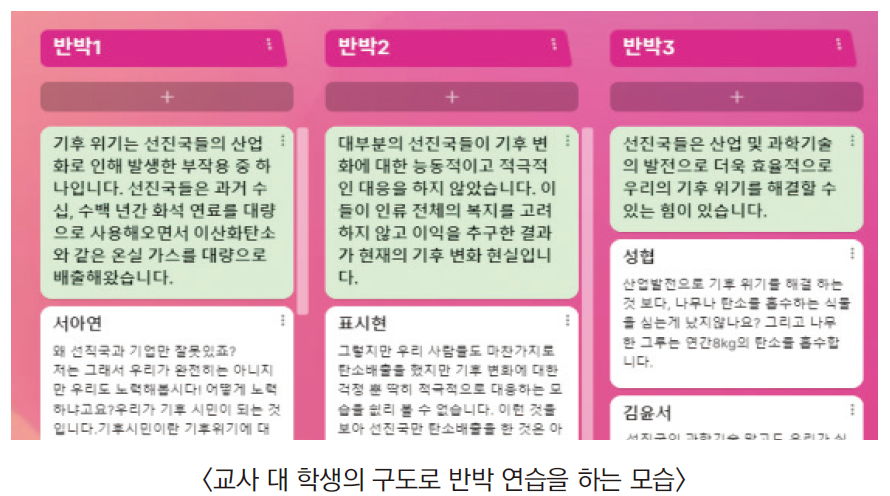 반박1
기후 위기는 선진국들의 산업
화로 인해 발생한 부작용 중 하
나입니다. 선진국들은 과거 수
십, 수백 년간 화석 연료를 대량
으로 사용해오면서 이산화탄소
와 같은 온실 가스를 대량으로
배출해왔습니다.
서아연
왜 선직국과 기업만 잘못있죠?
저는 그래서 우리가 완전히는 아니지
만 우리도 노력해봅시다! 어떻게 노력
하냐고요?우리가 기후 시민이 되는 것
입니다.기후시민이란 기후위기에 대
반박2
대부분의 선진국들이 기후 변
화에 대한 능동적이고 적극적
인 대응을 하지 않았습니다. 이
들이 인류 전체의 복지를 고려
하지 않고 이익을 추구한 결과
가 현재의 기후 변화 현실입니
다.
표시현
그렇지만 우리 사람들도 마찬가지로
탄소배출을 했지만 기후 변화에 대한
걱정 뿐 딱히 적극적으로 대응하는 모
습을 쉽리 볼 수 없습니다. 이런 것을
보아 선진국만 탄소배출을 한 것은 아
반박3
선진국들은 산업 및 과학기술
의 발전으로 더욱 효율적으로
우리의 기후 위기를 해결할 수
있는 힘이 있습니다.
성협
산업발전으로 기후 위기를 해결 하는
것 보다, 나무나 탄소를 흡수하는 식물
을 심는게 낫지않나요? 그리고 나무
한 그루는 연간8kg의 탄소를 흡수합
니다.
김윤서
선진국의 과학기술 말고도 우리가 실
〈교사 대 학생의 구도로 반박 연습을 하는 모습〉